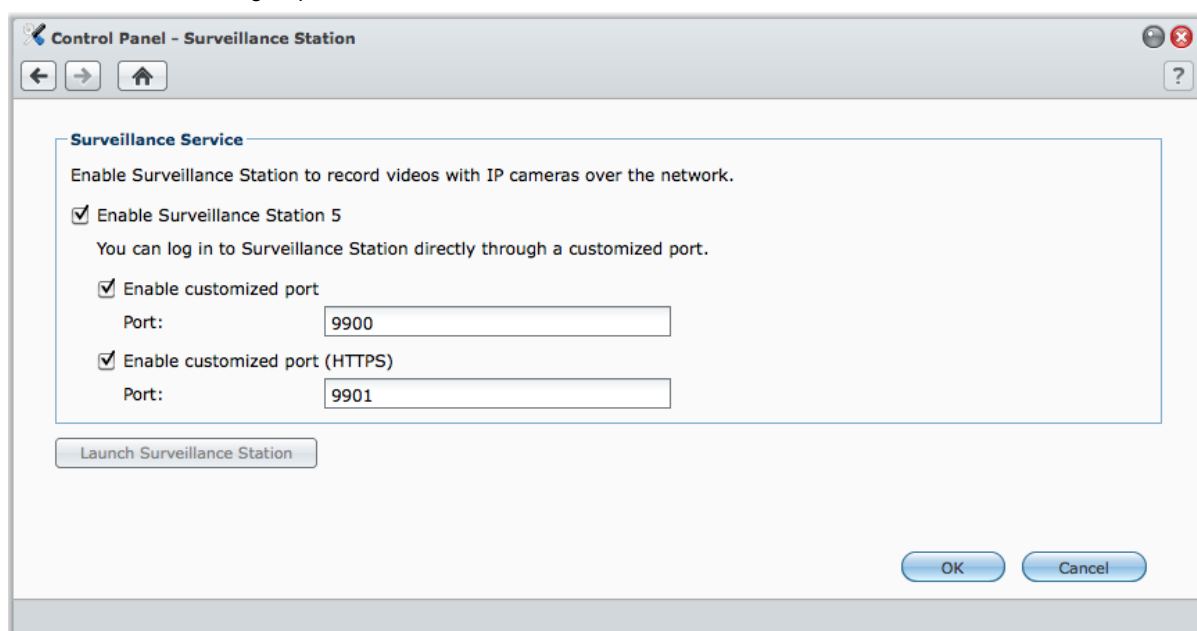 Control Panel - Surveillance Station
?
Surveillance Service
Enable Surveillance Station to record videos with IP cameras over the network.
Enable Surveillance Station 5
You can log in to Surveillance Station directly through a customized port.
Enable customized port
Port: 9900
Enable customized port (HTTPS)
Port: 9901
Launch Surveillance Station
OK Cancel